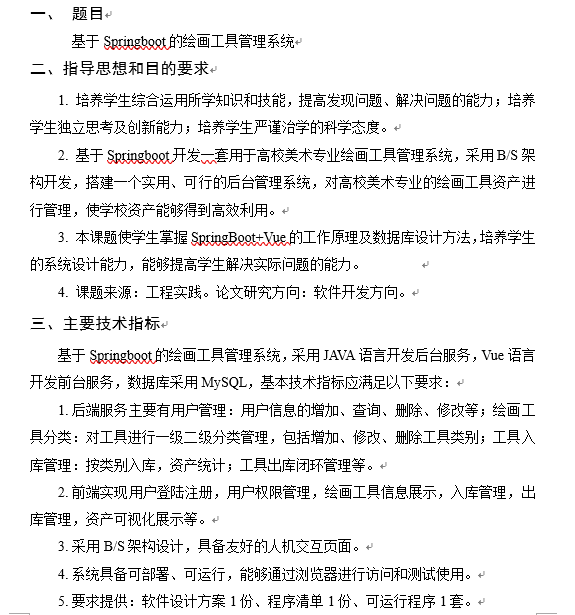 一、 题目
基于 Springboot 的绘画工具管理系统
二、指导思想和目的要求
1. 培养学生综合运用所学知识和技能，提高发现问题、解决问题的能力；培养
学生独立思考及创新能力；培养学生严谨治学的科学态度。
2. 基于 Springboot 开发一套用于高校美术专业绘画工具管理系统，采用 B/S 架
构开发，搭建一个实用、可行的后台管理系统，对高校美术专业的绘画工具资产进
行管理，使学校资产能够得到高效利用。
3. 本课题使学生掌握 SpringBoot+Vue 的工作原理及数据库设计方法，培养学生
的系统设计能力，能够提高学生解决实际问题的能力。
4. 课题来源：工程实践。论文研究方向：软件开发方向。
三、主要技术指标
基于 Springboot 的绘画工具管理系统，采用 JAVA 语言开发后台服务，Vue 语言
开发前台服务，数据库采用 MySQL，基本技术指标应满足以下要求：
1. 后端服务主要有用户管理：用户信息的增加、查询、删除、修改等；绘画工
具分类：对工具进行一级二级分类管理，包括增加、修改、删除工具类别；工具入
库管理：按类别入库，资产统计；工具出库闭环管理等。
2. 前端实现用户登陆注册，用户权限管理，绘画工具信息展示，入库管理，出
库管理，资产可视化展示等。
3. 采用 B/S 架构设计，具备友好的人机交互页面。
4. 系统具备可部署、可运行，能够通过浏览器进行访问和测试使用。
5. 要求提供：软件设计方案 1 份、程序清单 1 份、可运行程序 1 套。